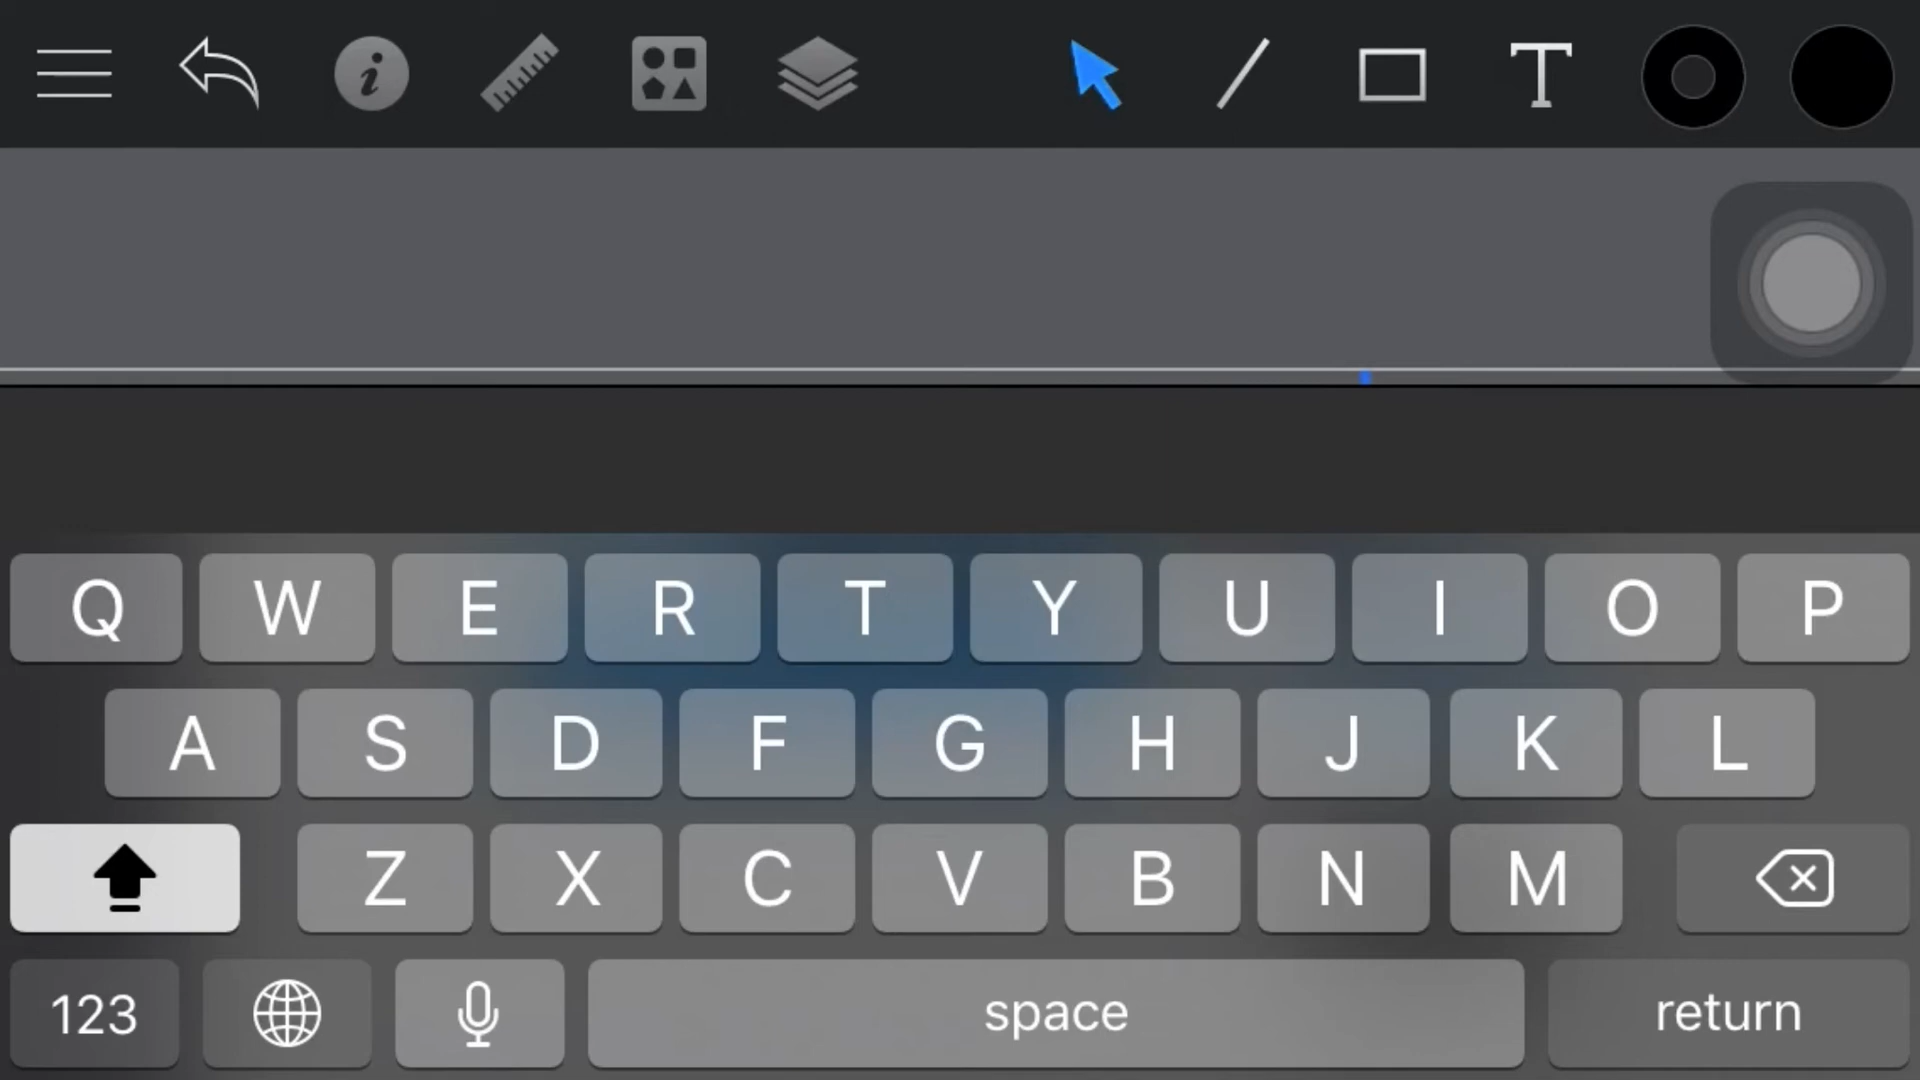 i T
Q W E R T Y U I O P
A S D F G H J K L
Z X C V B N M
123 space return